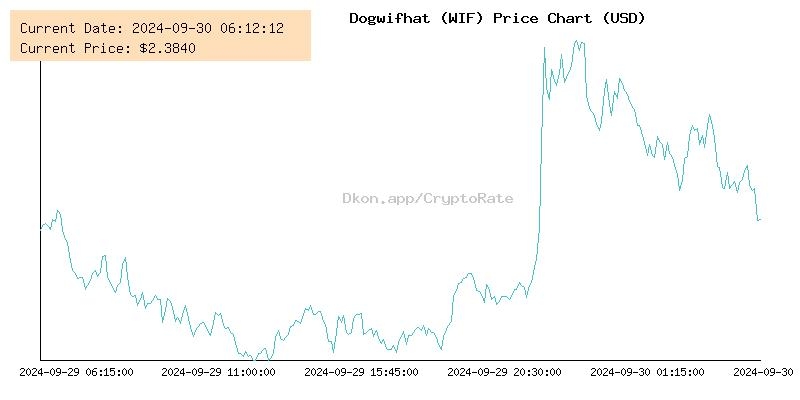 Dogwifhat (WIF) Price Chart (USD)
Current Date: 2024-09-30 06:12:12
Current Price: $2.3840
Dkon.app/CryptoRate
2024-09-29 06:15:00 2024-09-29 11:00:00 2024-09-29 15:45:00 2024-09-29 20:30:00 2024-09-30 01:15:00 2024-09-30